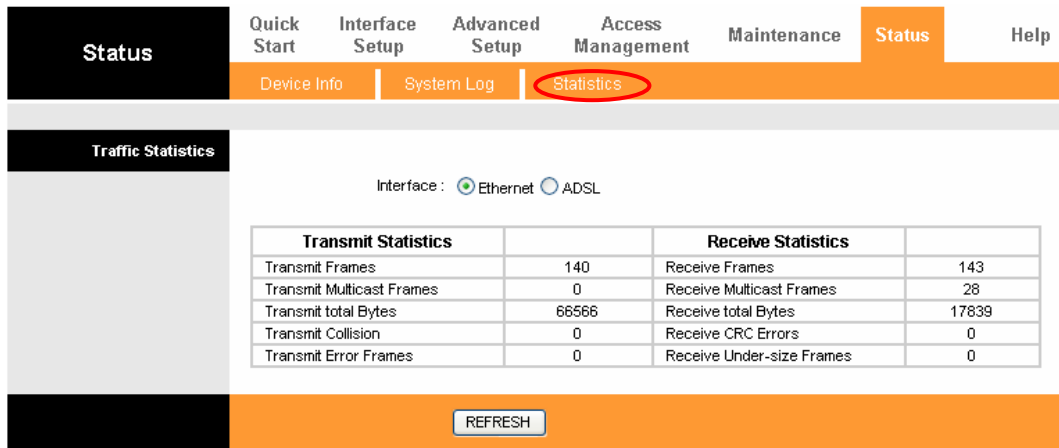 Status
Quick Start
Interface Setup
Advanced Setup
Access Management
Maintenance
Status
Help
Device Info
System Log
Statistics
Traffic Statistics
Interface : Ethernet ADSL
Transmit Statistics Receive Statistics
Transmit Frames 140 Receive Frames 143
Transmit Multicast Frames 0 Receive Multicast Frames 28
Transmit total Bytes 66566 Receive total Bytes 17839
Transmit Collision 0 Receive CRC Errors 0
Transmit Error Frames 0 Receive Under-size Frames 0
REFRESH